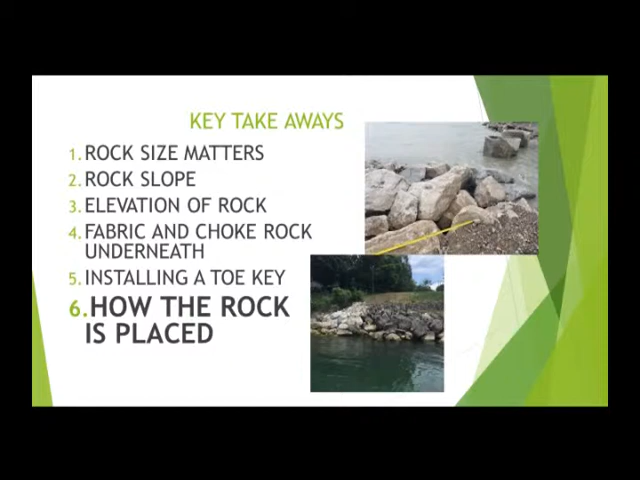 KEY TAKE AWAYS
1. ROCK SIZE MATTERS
2. ROCK SLOPE
3. ELEVATION OF ROCK
4. FABRIC AND CHOKE ROCK
UNDERNEATH
5. INSTALLING A TOE KEY
6. HOW THE ROCK
IS PLACED